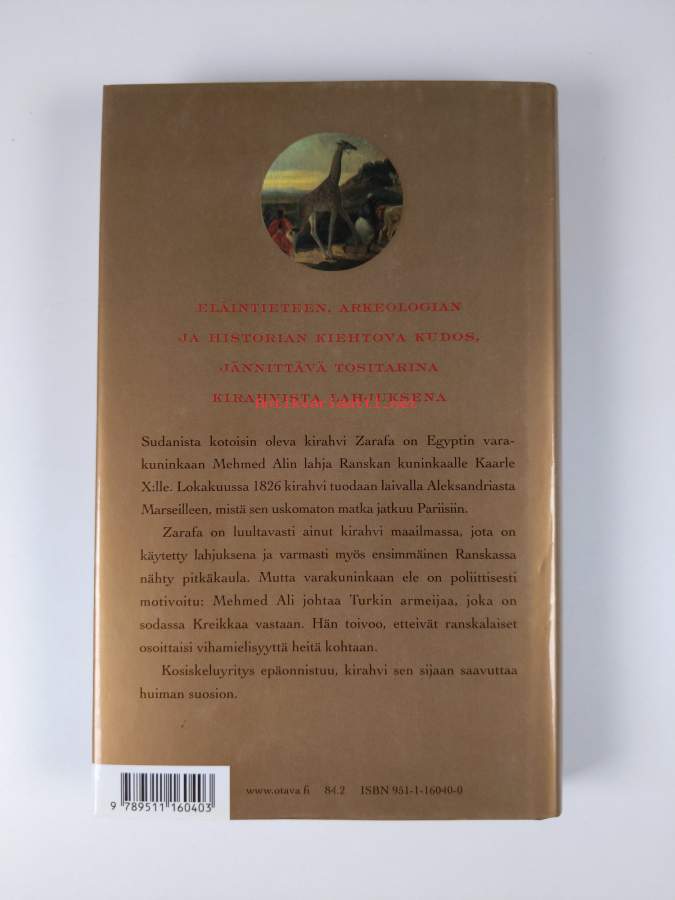 ELÄINTIETEEN, ARKEOLOGIAN
JA HISTORIAN KIEHTOVA KUDOS,
JÄNNITTÄVÄ TOSITARINA
KIRAHVISTA LAHJUKSENA
Antikvariaatti.net
Sudanista kotoisin oleva kirahvi Zarafa on Egyptin vara-
kuninkaan Mehmed Alin lahja Ranskan kuninkaalle Kaarle
X:lle. Lokakuussa 1826 kirahvi tuodaan laivalla Aleksandriasta
Marseilleen, mistä sen uskomaton matka jatkuu Pariisiin.
Zarafa on luultavasti ainut kirahvi maailmassa, jota on
käytetty lahjuksena ja varmasti myös ensimmäinen Ranskassa
nähty pitkäkaula. Mutta varakuninkaan ele on poliittisesti
motivoitu: Mehmed Ali johtaa Turkin armeijaa, joka on
sodassa Kreikkaa vastaan. Hän toivoo, etteivät ranskalaiset
osoittaisi vihamielisyyttä heitä kohtaan.
Kosiskeluyritys epäonnistuu, kirahvi sen sijaan saavuttaa
huiman suosion.
www.otava.fi 84.2 ISBN 951-1-16040-0
9 789511 160403